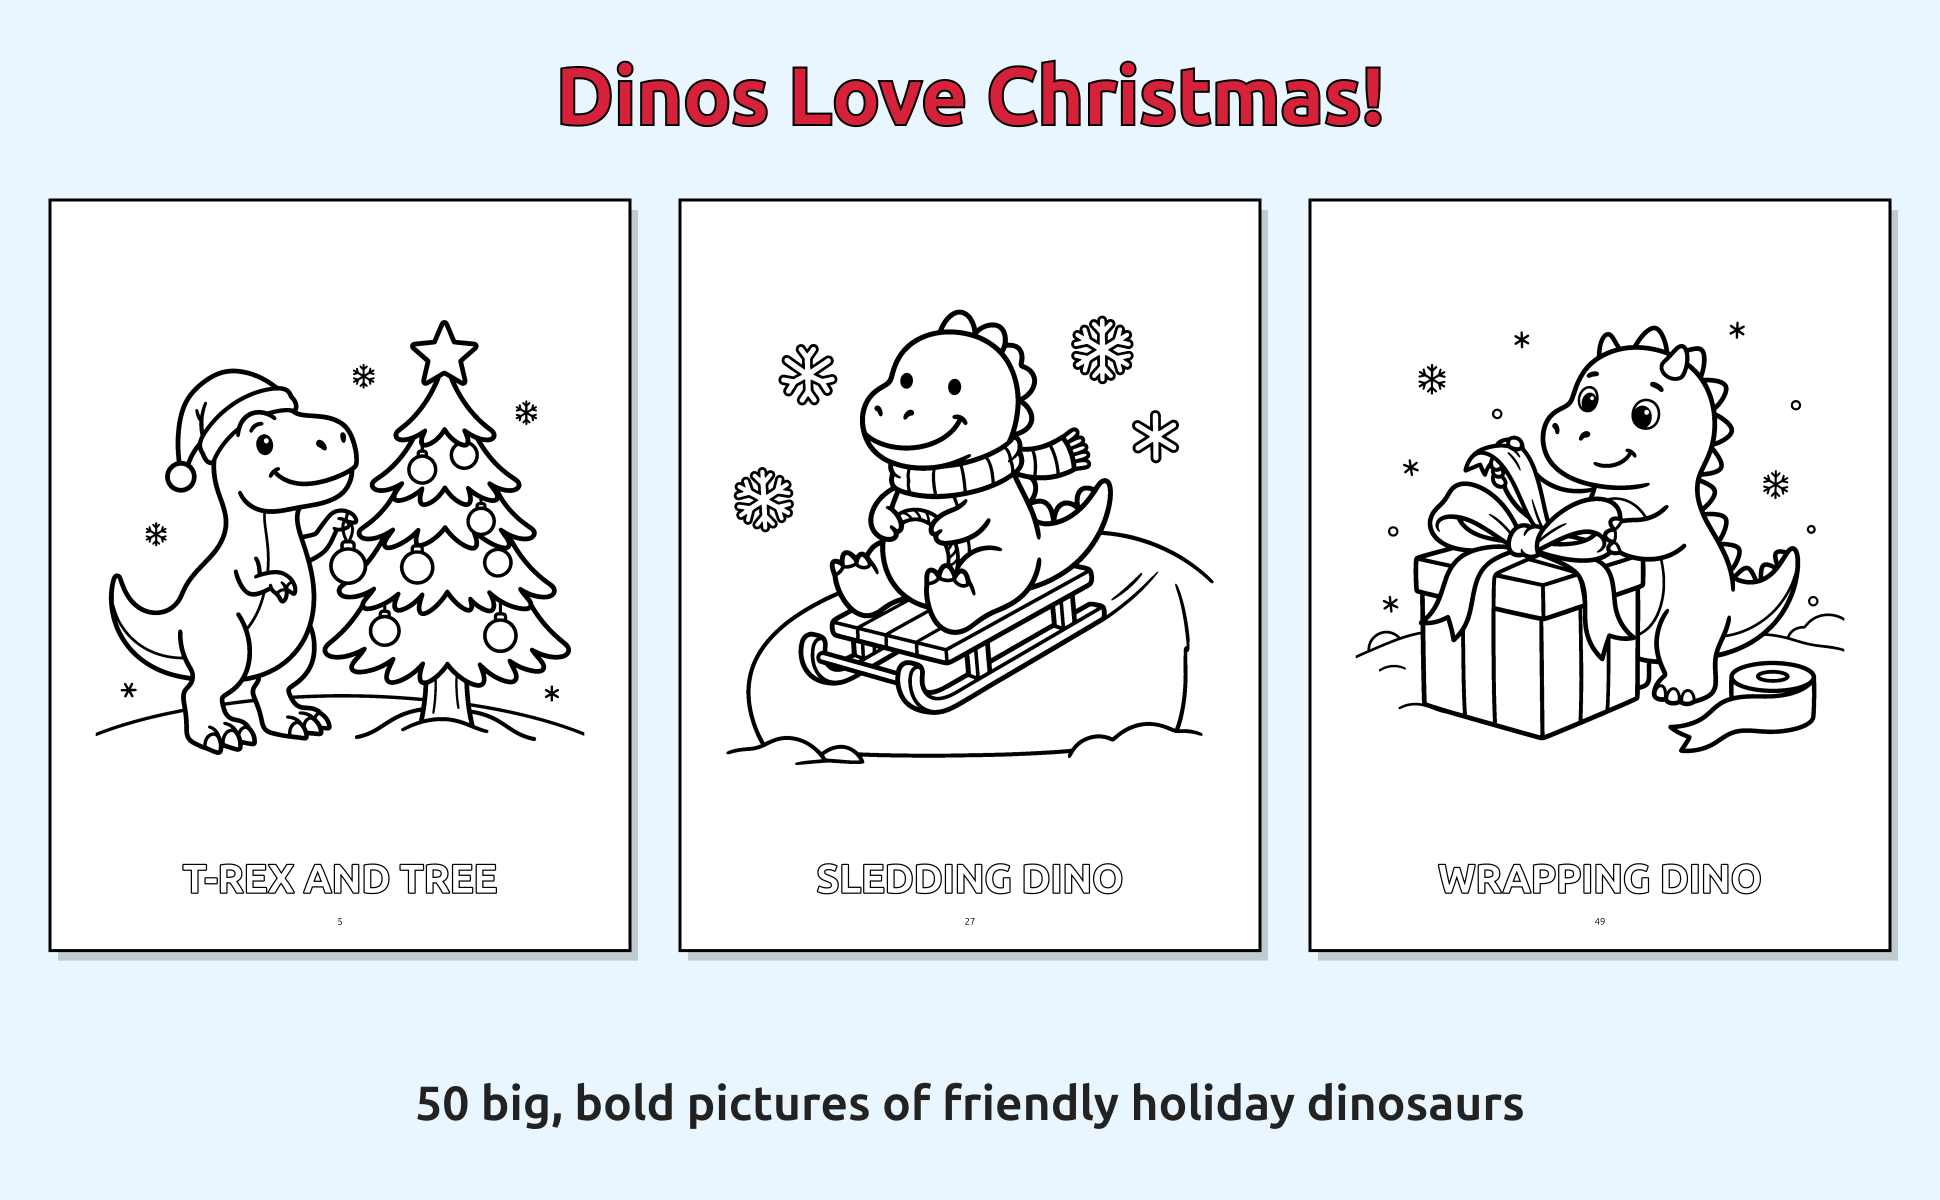 Dinos Love Christmas!
T-REX AND TREE
5
SLEDDING DINO
27
WRAPPING DINO
49
50 big, bold pictures of friendly holiday dinosaurs